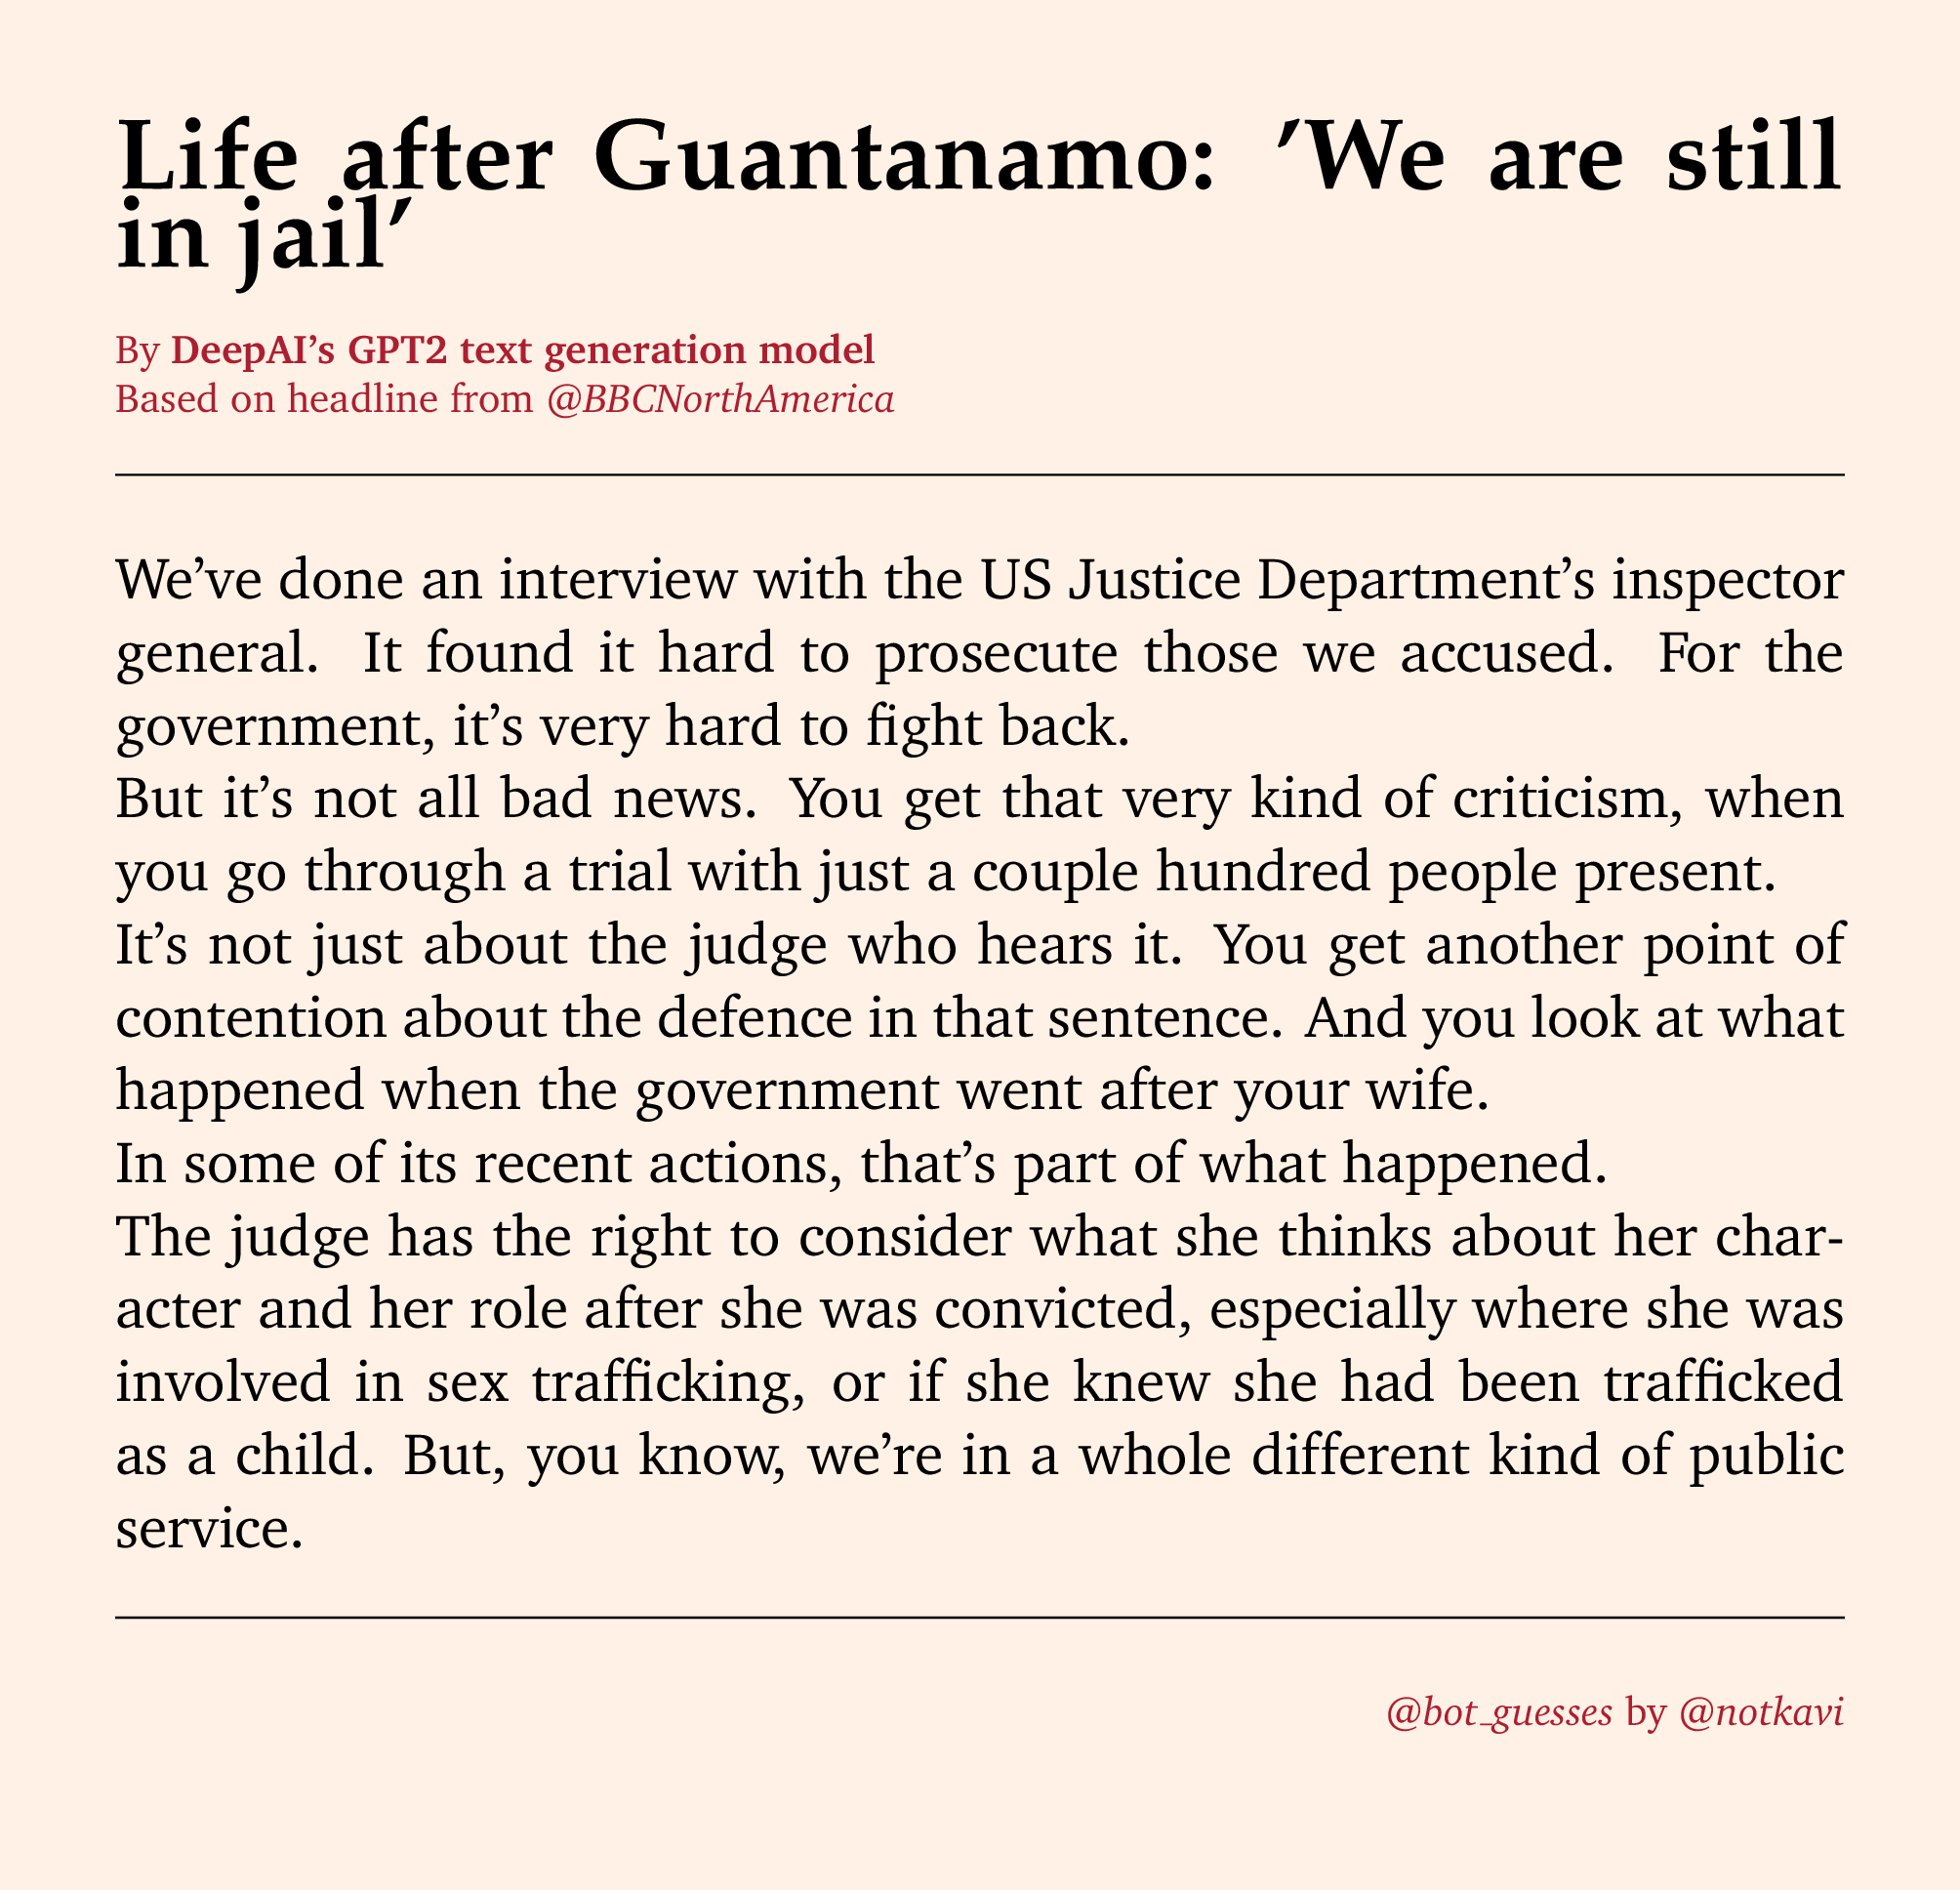 Life after Guantanamo: ′We are still
in jail′
By DeepAI’s GPT2 text generation model
Based on headline from @BBCNorthAmerica
We’ve done an interview with the US Justice Department’s inspector
general. It found it hard to prosecute those we accused. For the
government, it’s very hard to fight back.
But it’s not all bad news. You get that very kind of criticism, when
you go through a trial with just a couple hundred people present.
It’s not just about the judge who hears it. You get another point of
contention about the defence in that sentence. And you look at what
happened when the government went after your wife.
In some of its recent actions, that’s part of what happened.
The judge has the right to consider what she thinks about her char-
acter and her role after she was convicted, especially where she was
involved in sex trafficking, or if she knew she had been trafficked
as a child. But, you know, we’re in a whole different kind of public
service.
@bot_guesses by @notkavi